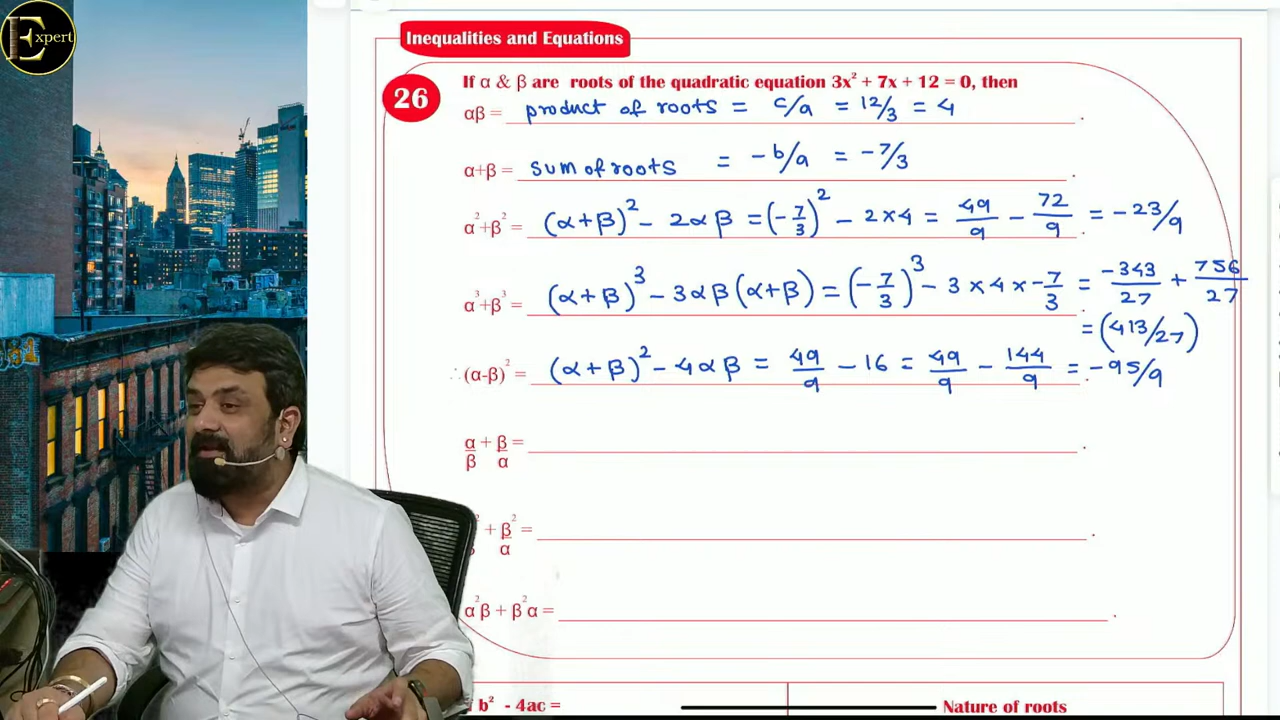 Expert
Inequalities and Equations
26
If α & β are roots of the quadratic equation 3x² + 7x + 12 = 0, then
αβ = product of roots = c/a = 12/3 = 4 .
α+β = sum of roots = -b/a = -7/3 .
α²+β² = (α+β)² - 2αβ = (-7/3)² - 2×4 = 49/9 - 72/9 = -23/9 .
α³+β³ = (α+β)³ - 3αβ(α+β) = (-7/3)³ - 3×4×-7/3 = -343/27 + 756/27
= (413/27)
∴(α-β)² = (α+β)² - 4αβ = 49/9 - 16 = 49/9 - 144/9 = -95/9 .
α/β + β/α = .
² + β²/α = .
α²β + β²α = .
b² - 4ac =
Nature of roots